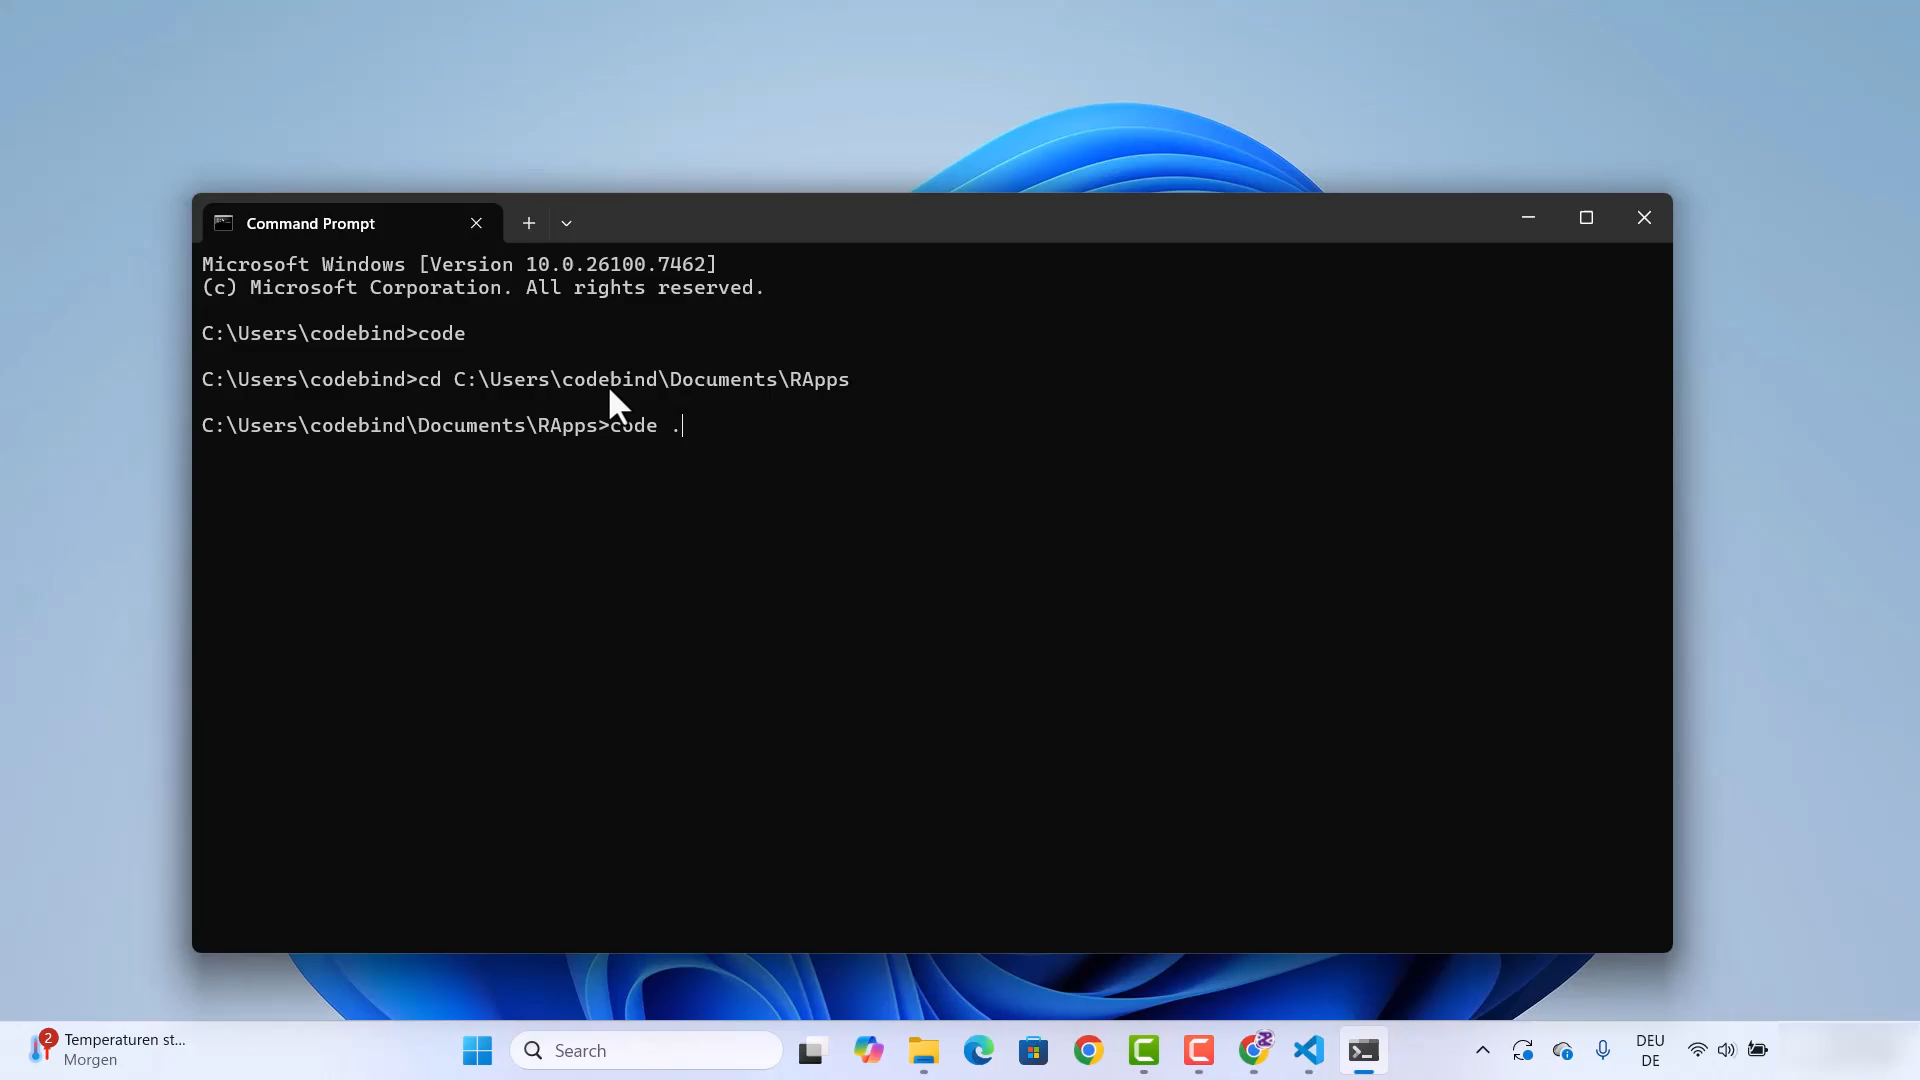 Command Prompt
Microsoft Windows [Version 10.0.26100.7462]
(c) Microsoft Corporation. All rights reserved.
C:\Users\codebind>code
C:\Users\codebind>cd C:\Users\codebind\Documents\RApps
C:\Users\codebind\Documents\RApps>code .
2
Temperaturen st...
Morgen
Search
DEU
DE